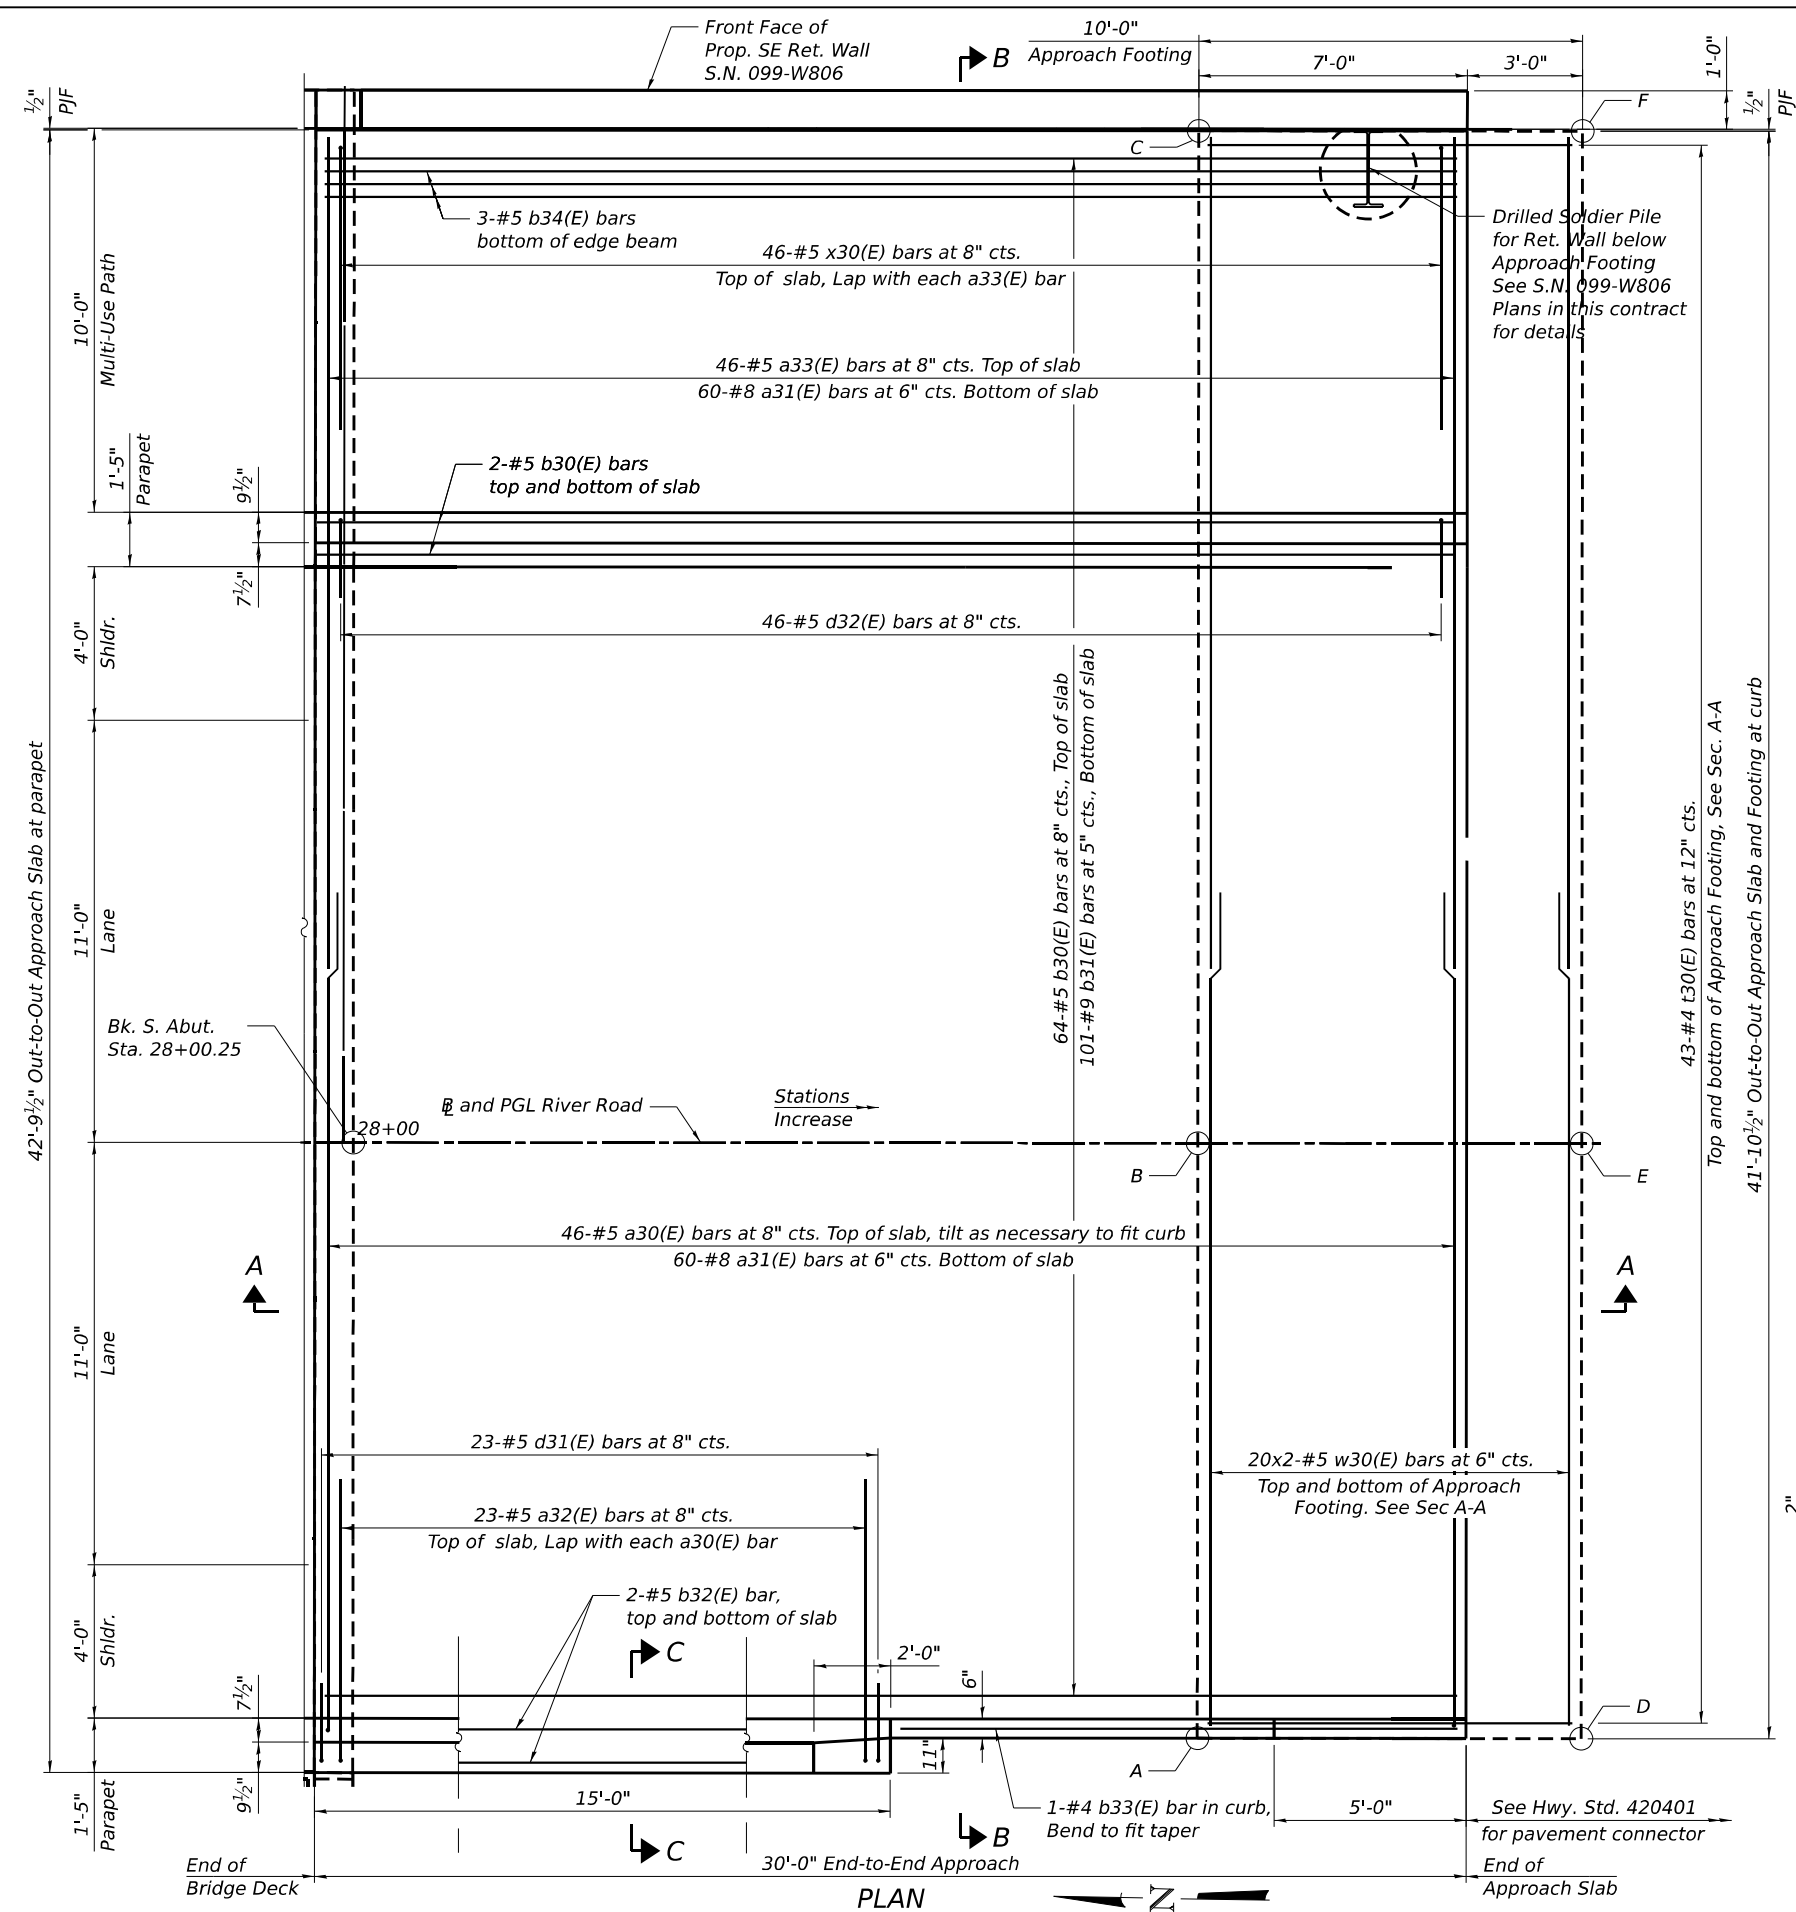 Front Face of
Prop. SE Ret. Wall
S.N. 099-W806
B
10'-0"
Approach Footing
7'-0"
3'-0"
1'-0"
½"
PJF
½"
PJF
F
C
3-#5 b34(E) bars
bottom of edge beam
46-#5 x30(E) bars at 8" cts.
Top of slab, Lap with each a33(E) bar
Drilled Soldier Pile
for Ret. Wall below
Approach Footing
See S.N. 099-W806
Plans in this contract
for details
10'-0"
Multi-Use Path
46-#5 a33(E) bars at 8" cts. Top of slab
60-#8 a31(E) bars at 6" cts. Bottom of slab
1'-5"
Parapet
9½"
2-#5 b30(E) bars
top and bottom of slab
7½"
4'-0"
Shldr.
46-#5 d32(E) bars at 8" cts.
64-#5 b30(E) bars at 8" cts., Top of slab
101-#9 b31(E) bars at 5" cts., Bottom of slab
43-#4 t30(E) bars at 12" cts.
Top and bottom of Approach Footing, See Sec. A-A
41'-10½" Out-to-Out Approach Slab and Footing at curb
42'-9½" Out-to-Out Approach Slab at parapet
11'-0"
Lane
Bk. S. Abut.
Sta. 28+00.25
28+00
℄ and PGL River Road
Stations
Increase
B
E
46-#5 a30(E) bars at 8" cts. Top of slab, tilt as necessary to fit curb
60-#8 a31(E) bars at 6" cts. Bottom of slab
A
A
11'-0"
Lane
23-#5 d31(E) bars at 8" cts.
20x2-#5 w30(E) bars at 6" cts.
Top and bottom of Approach
Footing. See Sec A-A
2"
23-#5 a32(E) bars at 8" cts.
Top of slab, Lap with each a30(E) bar
2-#5 b32(E) bar,
top and bottom of slab
4'-0"
Shldr.
C
2'-0"
6"
7½"
D
11"
A
9½"
1'-5"
Parapet
15'-0"
1-#4 b33(E) bar in curb,
Bend to fit taper
5'-0"
See Hwy. Std. 420401
for pavement connector
C
B
End of
Bridge Deck
30'-0" End-to-End Approach
End of
Approach Slab
PLAN
N